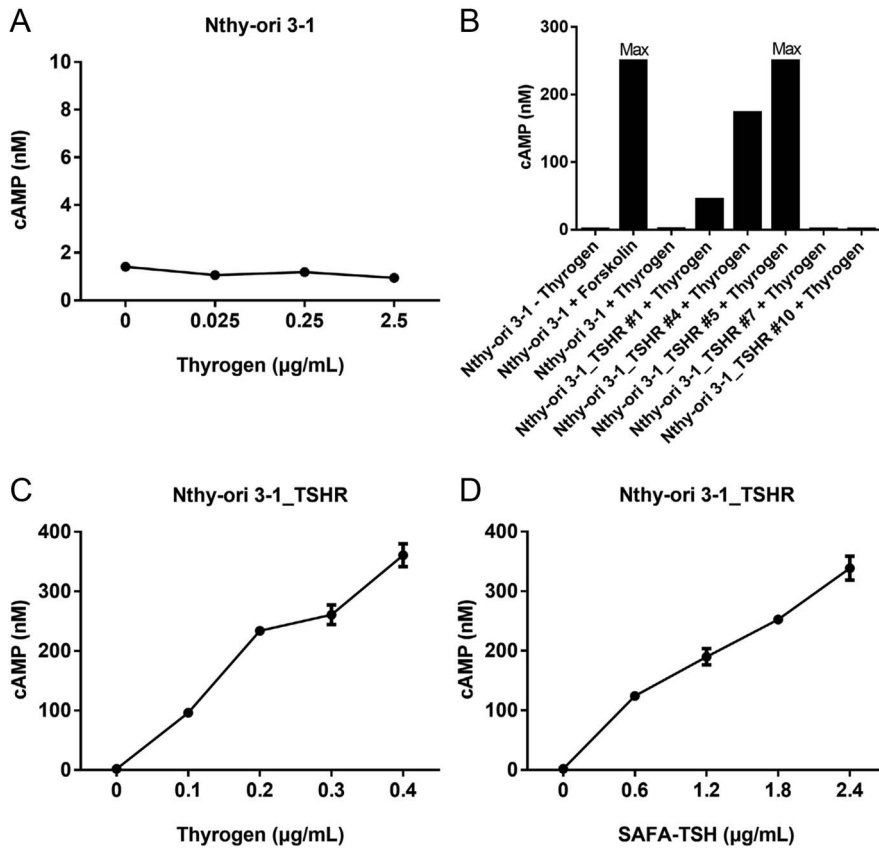 A
Nthy-ori 3-1
10
8
6
4
2
0
cAMP (nM)
0 0.025 0.25 2.5
Thyrogen (µg/mL)
B
Max Max
300
200
100
0
cAMP (nM)
Nthy-ori 3-1 - Thyrogen
Nthy-ori 3-1 + Forskolin
Nthy-ori 3-1 + Thyrogen
Nthy-ori 3-1_TSHR #1 + Thyrogen
Nthy-ori 3-1_TSHR #4 + Thyrogen
Nthy-ori 3-1_TSHR #5 + Thyrogen
Nthy-ori 3-1_TSHR #7 + Thyrogen
Nthy-ori 3-1_TSHR #10 + Thyrogen
C
Nthy-ori 3-1_TSHR
400
300
200
100
0
cAMP (nM)
0 0.1 0.2 0.3 0.4
Thyrogen (µg/mL)
D
Nthy-ori 3-1_TSHR
400
300
200
100
0
cAMP (nM)
0 0.6 1.2 1.8 2.4
SAFA-TSH (µg/mL)